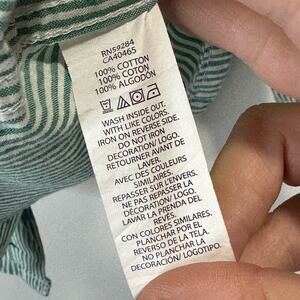 RN59284
CA40465
100% COTTON
100% COTON
100% ALGODÓN
WASH INSIDE OUT.
WITH LIKE COLORS.
IRON ON REVERSE SIDE.
DO NOT IRON
DECORATION/ LOGO.
RETOURNER AVANT DE
LAVER.
AVEC DES COULEURS
SIMILAIRES.
REPASSER SUR L'ENVERS.
NE PAS REPASSER LA
DÉCORATION/ LOGO.
LAVAR LA PRENDA DEL
REVÉS.
CON COLORES SIMILARES.
PLANCHAR POR EL
REVERSO DE LA TELA.
NO PLANCHAR LA
DECORACIÓN/ LOGOTIPO.